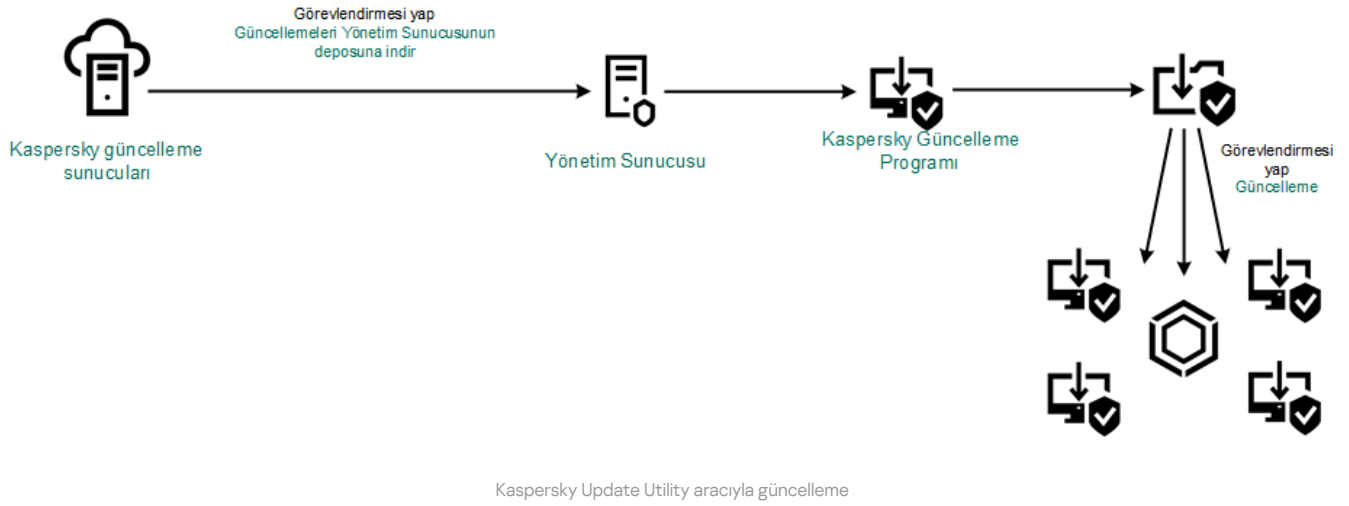 Görevlendirmesi yap
Güncellemeleri Yönetim Sunucusunun
deposuna indir
Kaspersky güncelleme
sunucuları
Yönetim Sunucusu
Kaspersky Güncelleme
Programı
Görevlendirmesi
yap
Güncelleme
Kaspersky Update Utility aracıyla güncelleme